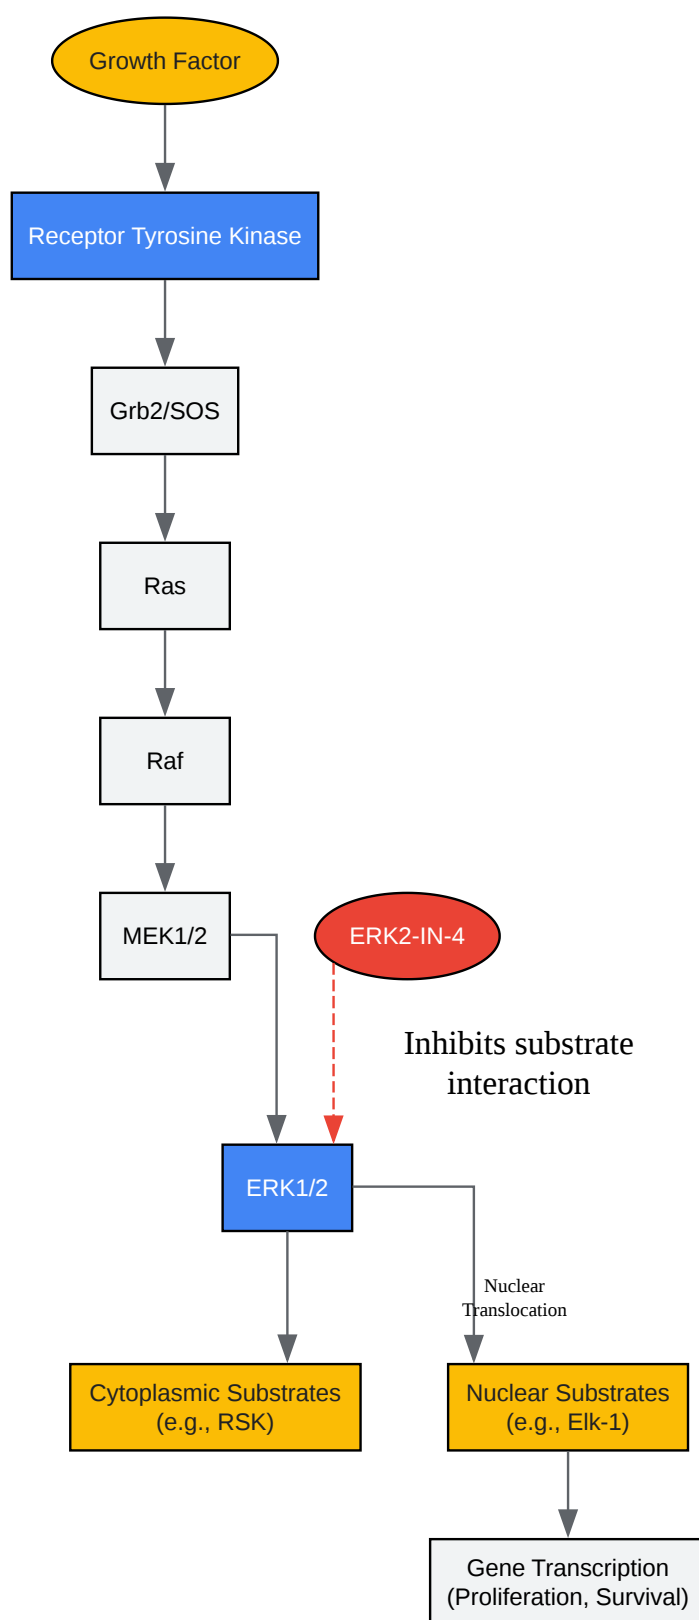 Growth Factor
Receptor Tyrosine Kinase
Grb2/SOS
Ras
Raf
MEK1/2
ERK2-IN-4
Inhibits substrate
interaction
ERK1/2
Nuclear
Translocation
Cytoplasmic Substrates
(e.g., RSK)
Nuclear Substrates
(e.g., Elk-1)
Gene Transcription
(Proliferation, Survival)